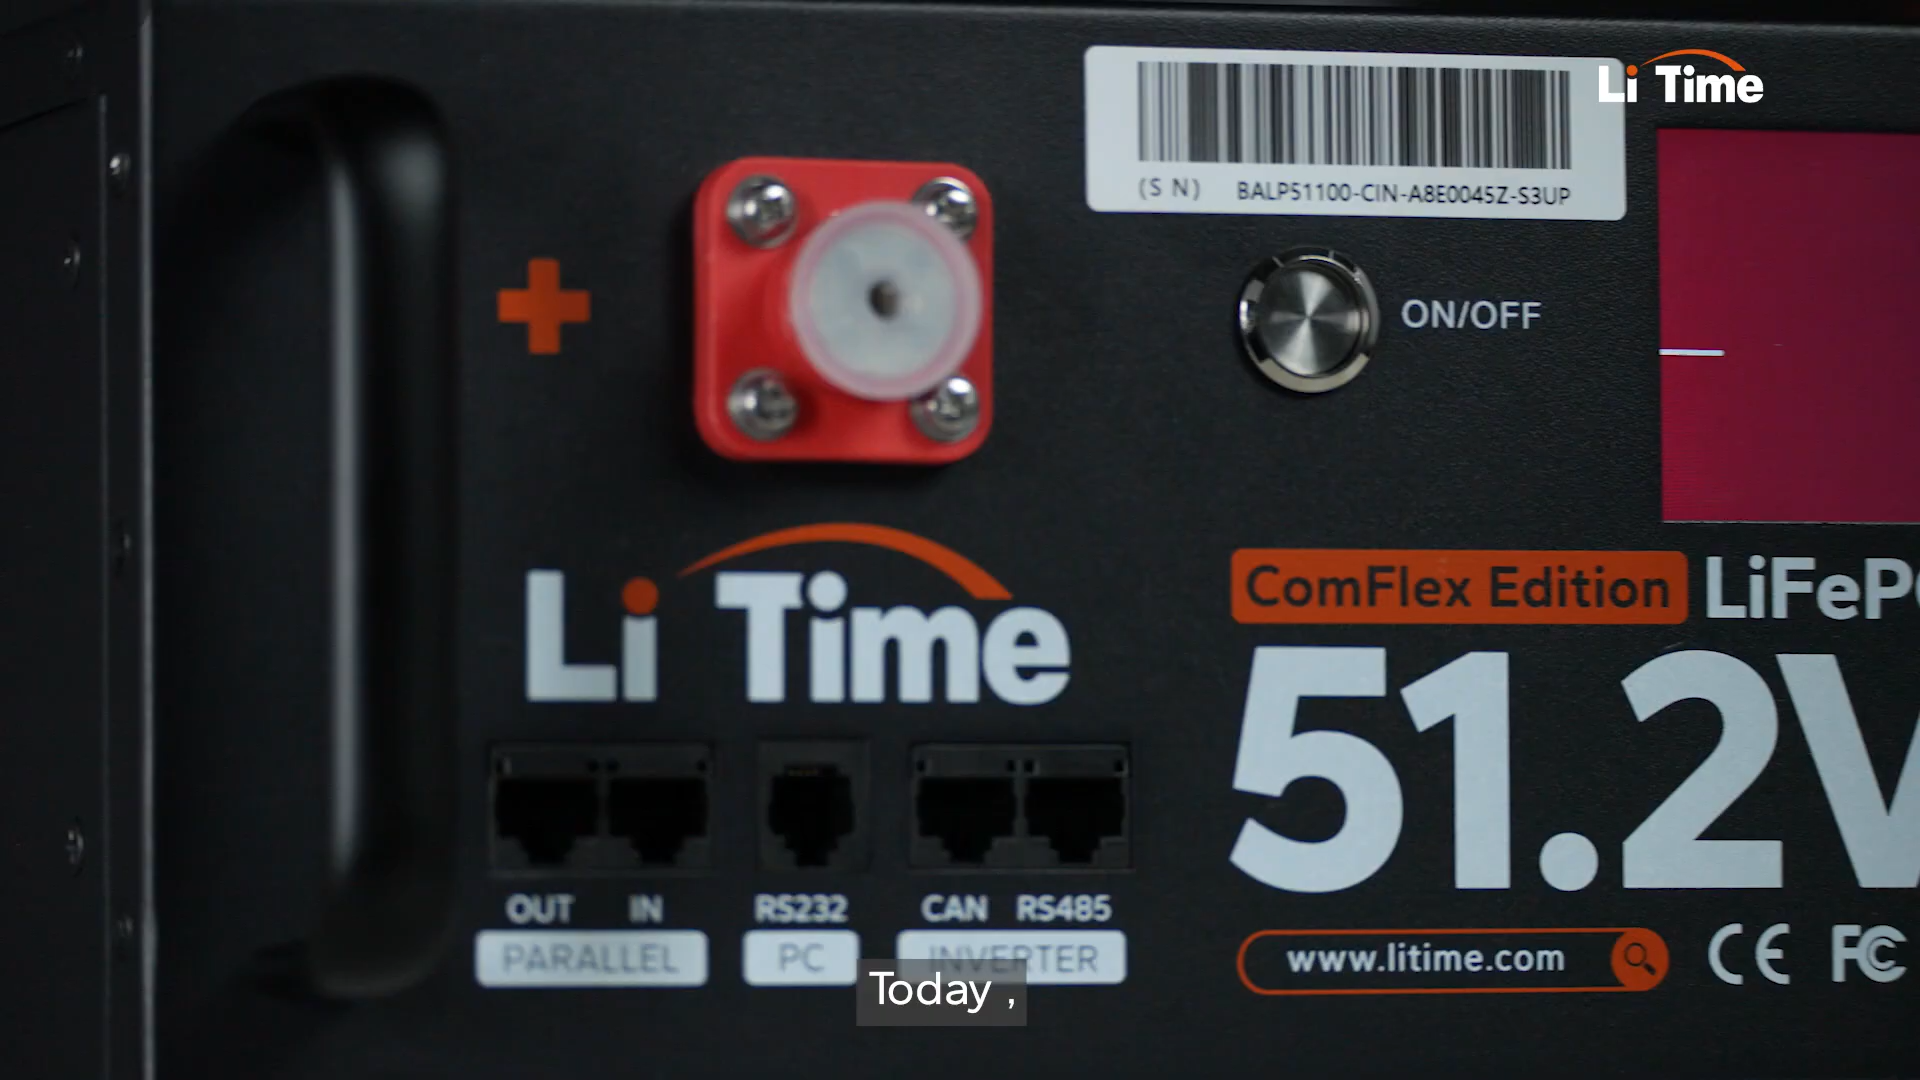 Li Time
(S N) BALP51100-CIN-A8E0045Z-S3UP
ON/OFF
Li Time
ComFlex Edition LiFeP
51.2V
OUT IN RS232 CAN RS485
PARALLEL PC INVERTER
www.litime.com CE FC
Today ,